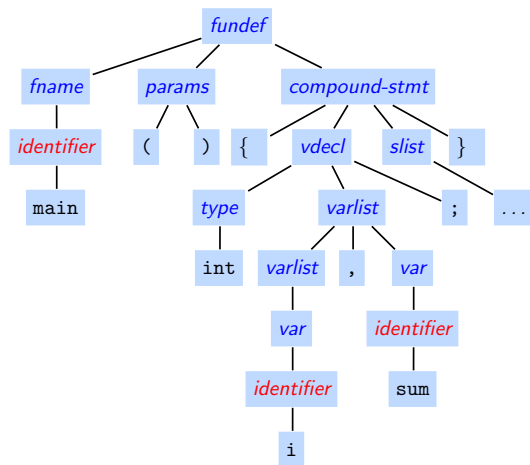 fundef
fname params compound-stmt
identifier ( ) { vdecl slist }
main type varlist ; ...
int varlist , var
var identifier
identifier sum
i